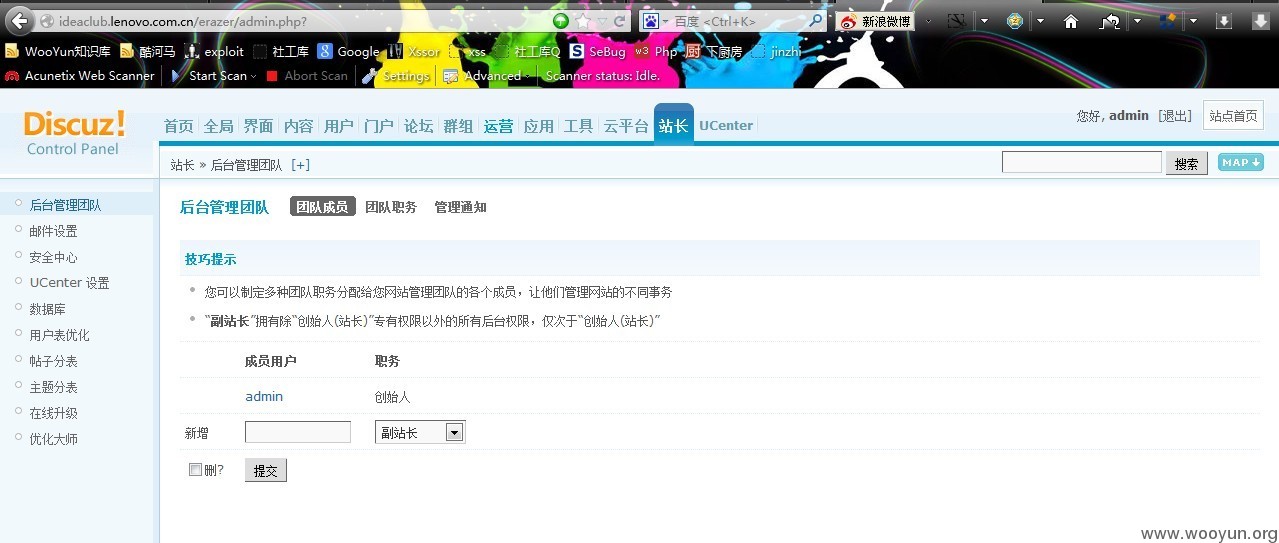 ideaclub.lenovo.com.cn/erazer/admin.php? 百度 <Ctrl+K> 新浪微博
WooYun知识库 酷河马 exploit 社工库 Google Xssor xss 社工库Q SeBug Php 下厨房 jinzhi
Acunetix Web Scanner Start Scan Abort Scan Settings Advanced Scanner status: Idle.
Discuz!
Control Panel
首页 全局 界面 内容 用户 门户 论坛 群组 运营 应用 工具 云平台 站长 UCenter
您好, admin [退出] 站点首页
站长 » 后台管理团队 [+]
搜索 MAP
后台管理团队
邮件设置
安全中心
UCenter 设置
数据库
用户表优化
帖子分表
主题分表
在线升级
优化大师
后台管理团队 团队成员 团队职务 管理通知
技巧提示
您可以制定多种团队职务分配给您网站管理团队的各个成员，让他们管理网站的不同事务
“副站长”拥有除“创始人(站长)”专有权限以外的所有后台权限，仅次于“创始人(站长)”
成员用户 职务
admin 创始人
新增 副站长
删? 提交
www.wooyun.org